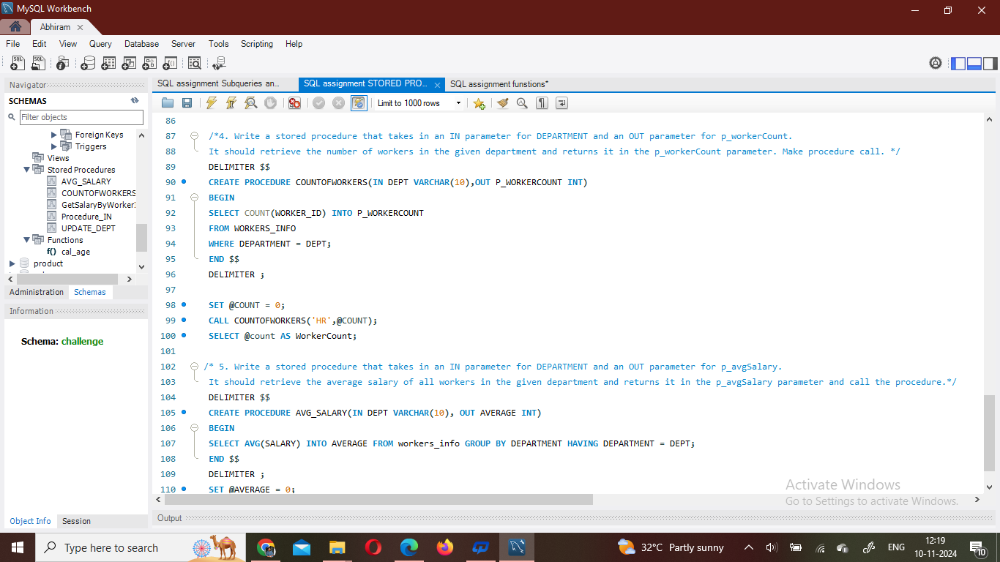 MySQL Workbench
Abhiram
File Edit View Query Database Server Tools Scripting Help
Navigator
SCHEMAS
Filter objects
Foreign Keys
Triggers
Views
Stored Procedures
AVG_SALARY
COUNTOFWORKERS
GetSalaryByWorkerI
Procedure_IN
UPDATE_DEPT
Functions
f() cal_age
product
Administration Schemas
Information
Schema: challenge
Object Info Session
SQL assignment Subqueries an... SQL assignment STORED PRO... SQL assignment funstions*
Limit to 1000 rows
86
87 /*4. Write a stored procedure that takes in an IN parameter for DEPARTMENT and an OUT parameter for p_workerCount.
88 It should retrieve the number of workers in the given department and returns it in the p_workerCount parameter. Make procedure call. */
89 DELIMITER $$
90 CREATE PROCEDURE COUNTOFWORKERS(IN DEPT VARCHAR(10),OUT P_WORKERCOUNT INT)
91 BEGIN
92 SELECT COUNT(WORKER_ID) INTO P_WORKERCOUNT
93 FROM WORKERS_INFO
94 WHERE DEPARTMENT = DEPT;
95 END $$
96 DELIMITER ;
97
98 SET @COUNT = 0;
99 CALL COUNTOFWORKERS('HR',@COUNT);
100 SELECT @count AS WorkerCount;
101
102 /* 5. Write a stored procedure that takes in an IN parameter for DEPARTMENT and an OUT parameter for p_avgSalary.
103 It should retrieve the average salary of all workers in the given department and returns it in the p_avgSalary parameter and call the procedure.*/
104 DELIMITER $$
105 CREATE PROCEDURE AVG_SALARY(IN DEPT VARCHAR(10), OUT AVERAGE INT)
106 BEGIN
107 SELECT AVG(SALARY) INTO AVERAGE FROM workers_info GROUP BY DEPARTMENT HAVING DEPARTMENT = DEPT;
108 END $$
109 DELIMITER ;
110 SET @AVERAGE = 0;
Activate Windows
Go to Settings to activate Windows.
Output
Type here to search
32°C Partly sunny
ENG
12:19
10-11-2024
10